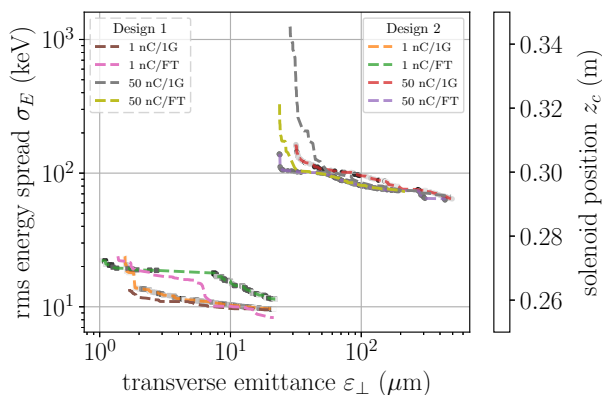 Design 1
1 nC/1G
1 nC/FT
50 nC/1G
50 nC/FT
Design 2
1 nC/1G
1 nC/FT
50 nC/1G
50 nC/FT
rms energy spread σ_E (keV)
10³
10²
10¹
10⁰
10¹
10²
transverse emittance ε_⊥ (μm)
0.34
0.32
0.30
0.28
0.26
solenoid position z_c (m)